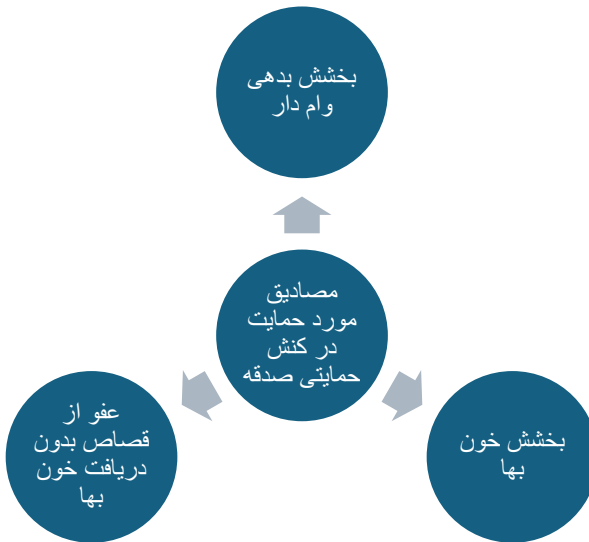 بخشش بدهی
وام دار
مصادیق
مورد حمایت
در کنش
حمایتی صدقه
بخشش خون
بها
عفو از
قصاص بدون
دریافت خون
بها